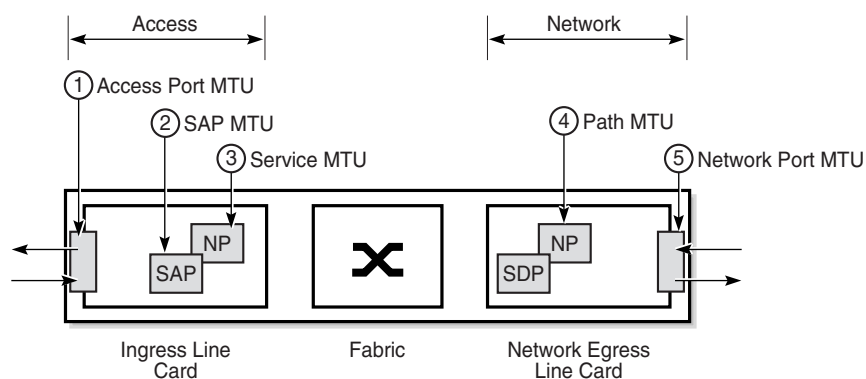 Access
Network
1 Access Port MTU
2 SAP MTU
3 Service MTU
4 Path MTU
5 Network Port MTU
NP
SAP
NP
SDP
Ingress Line
Card
Fabric
Network Egress
Line Card